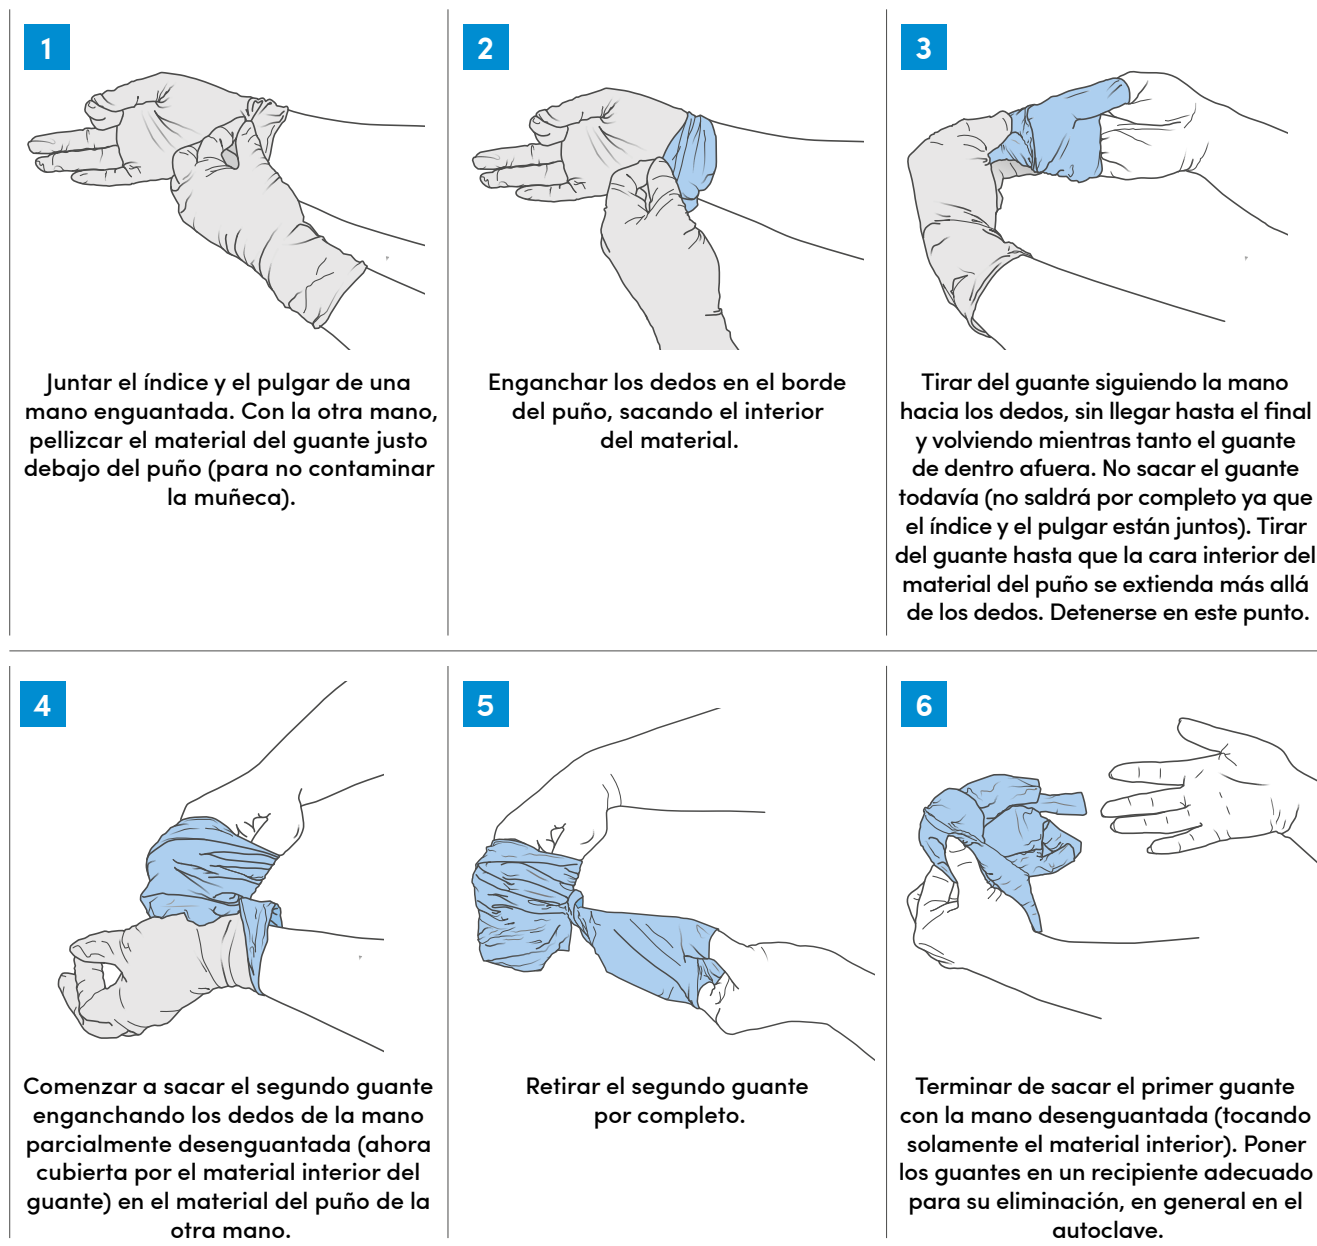 1
Juntar el índice y el pulgar de una
mano enguantada. Con la otra mano,
pellizcar el material del guante justo
debajo del puño (para no contaminar
la muñeca).
2
Enganchar los dedos en el borde
del puño, sacando el interior
del material.
3
Tirar del guante siguiendo la mano
hacia los dedos, sin llegar hasta el final
y volviendo mientras tanto el guante
de dentro afuera. No sacar el guante
todavía (no saldrá por completo ya que
el índice y el pulgar están juntos). Tirar
del guante hasta que la cara interior del
material del puño se extienda más allá
de los dedos. Detenerse en este punto.
4
Comenzar a sacar el segundo guante
enganchando los dedos de la mano
parcialmente desenguantada (ahora
cubierta por el material interior del
guante) en el material del puño de la
otra mano.
5
Retirar el segundo guante
por completo.
6
Terminar de sacar el primer guante
con la mano desenguantada (tocando
solamente el material interior). Poner
los guantes en un recipiente adecuado
para su eliminación, en general en el
autoclave.